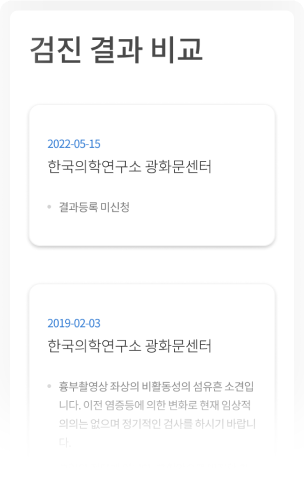 검진 결과 비교
2022-05-15
한국의학연구소 광화문센터
결과등록 미신청
2019-02-03
한국의학연구소 광화문센터
흉부촬영상 좌상의 비활동성의 섬유흔 소견입
니다. 이전 염증등에 의한 변화로 현재 임상적
의의는 없으며 정기적인 검사를 하시기 바랍니
다.